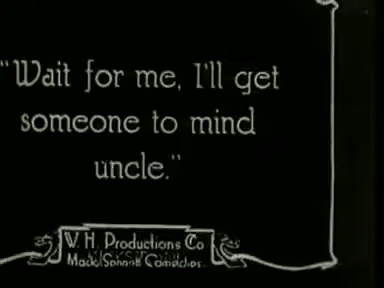 "Wait for me, I'll get
someone to mind
uncle."
W. H. Productions Co
Mack Sennett Comedies